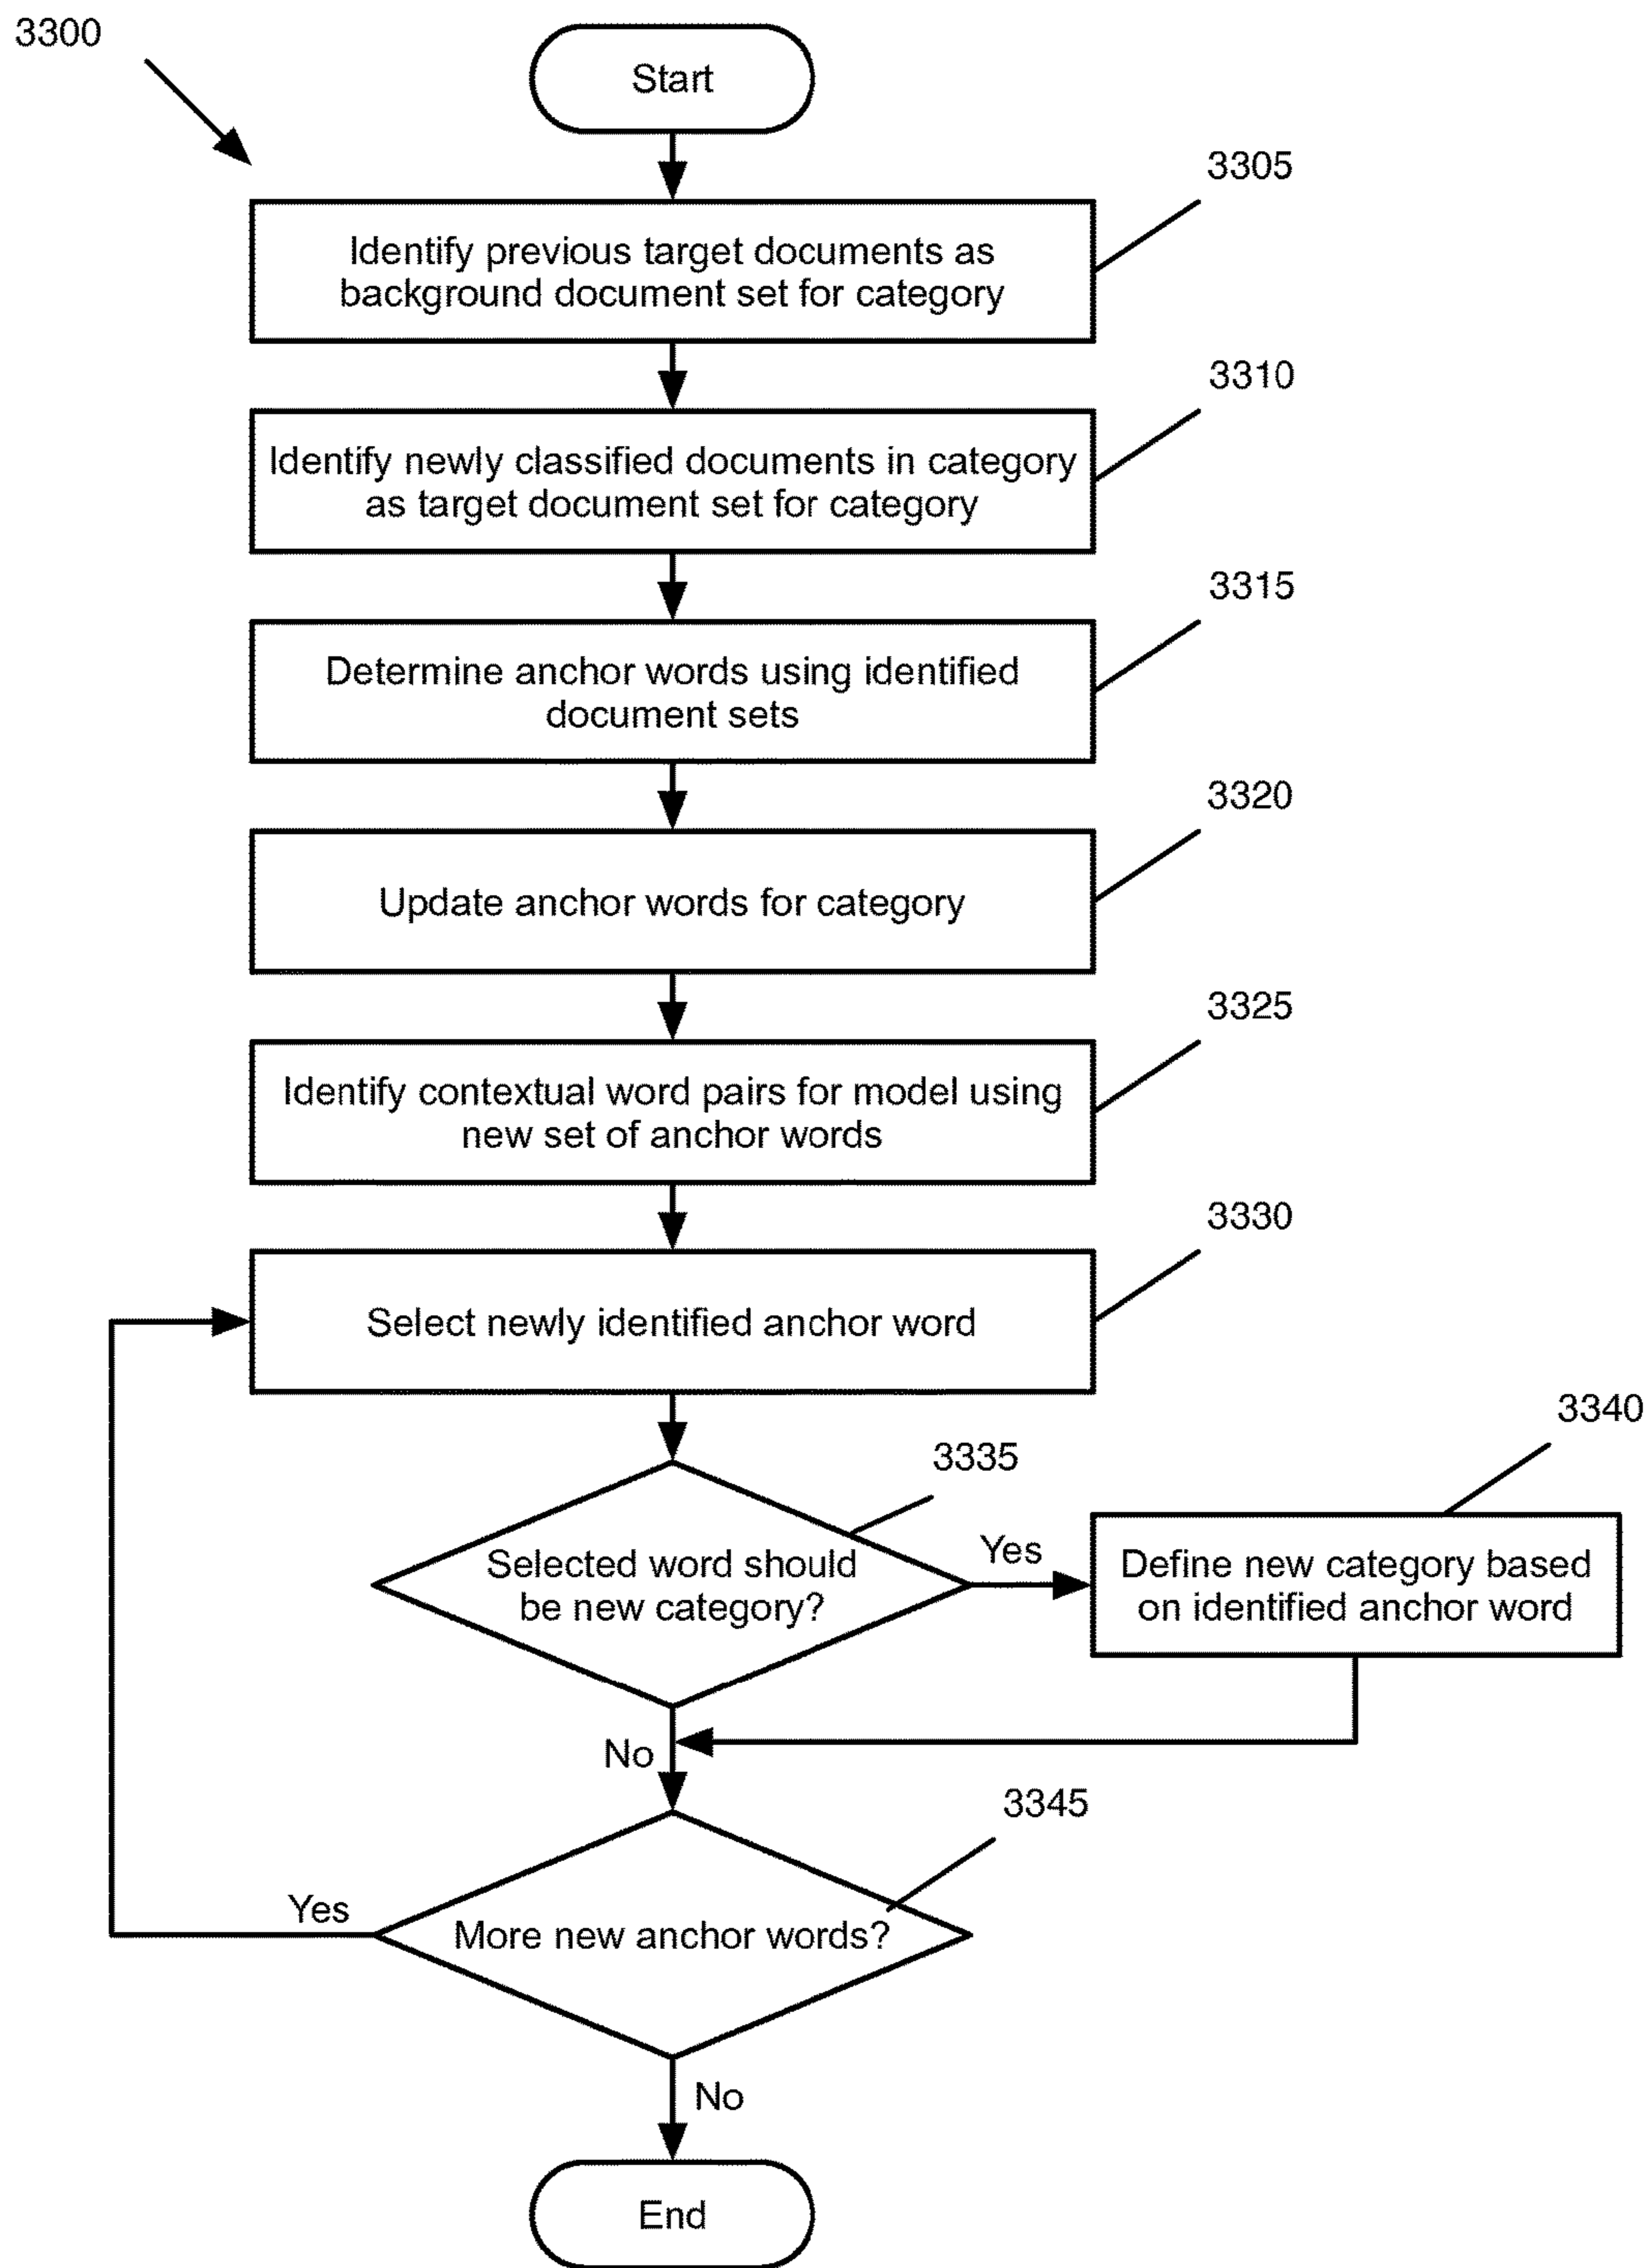 3300
Start
3305
Identify previous target documents as
background document set for category
3310
Identify newly classified documents in category
as target document set for category
3315
Determine anchor words using identified
document sets
3320
Update anchor words for category
3325
Identify contextual word pairs for model using
new set of anchor words
3330
Select newly identified anchor word
3335
Selected word should
be new category?
Yes
3340
Define new category based
on identified anchor word
No
3345
More new anchor words?
Yes
No
End